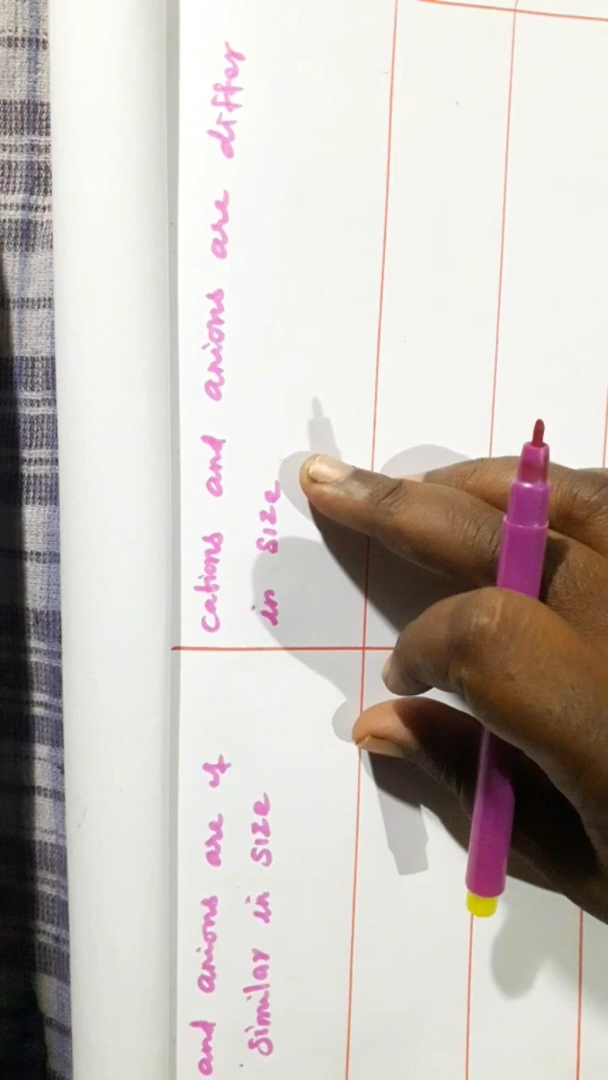 and anions are of
similar in size
cations and anions are differ
in size